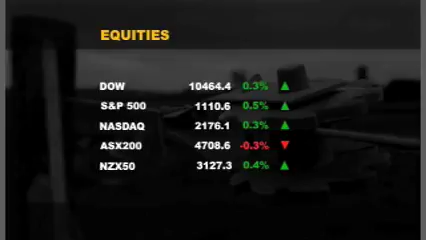 EQUITIES
DOW 10464.4 0.3% ▲
S&P 500 1110.6 0.5% ▲
NASDAQ 2176.1 0.3% ▲
ASX200 4708.6 -0.3% ▼
NZX50 3127.3 0.4% ▲